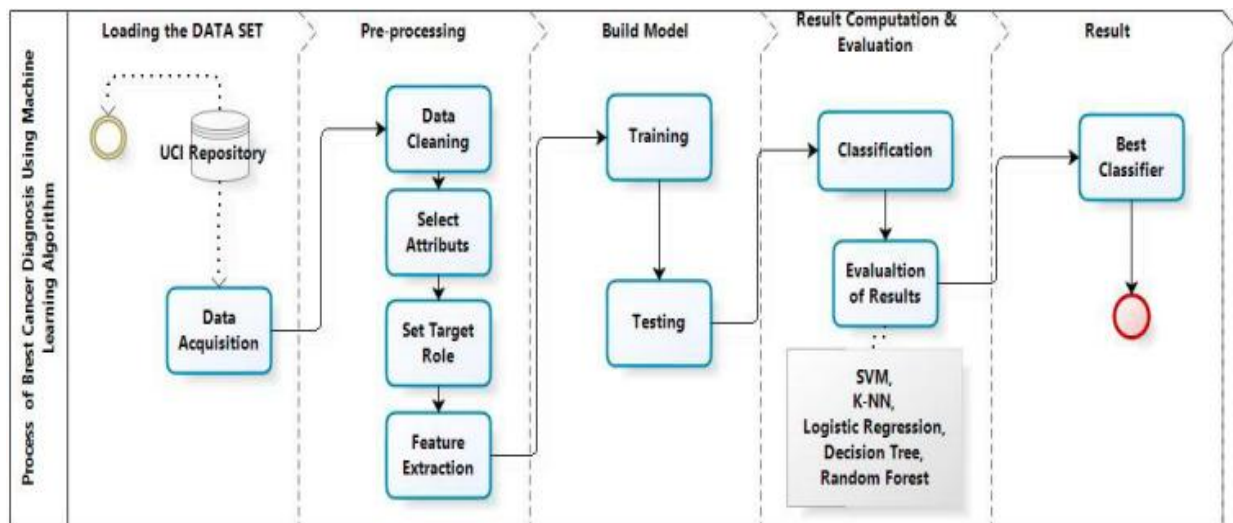 Process of Brest Cancer Diagnosis Using Machine
Learning Algorithm
Loading the DATA SET
UCI Repository
Data
Acquisition
Pre-processing
Data
Cleaning
Select
Attributs
Set Target
Role
Feature
Extraction
Build Model
Training
Testing
Result Computation &
Evaluation
Classification
Evalualtion
of Results
SVM,
K-NN,
Logistic Regression,
Decision Tree,
Random Forest
Result
Best
Classifier